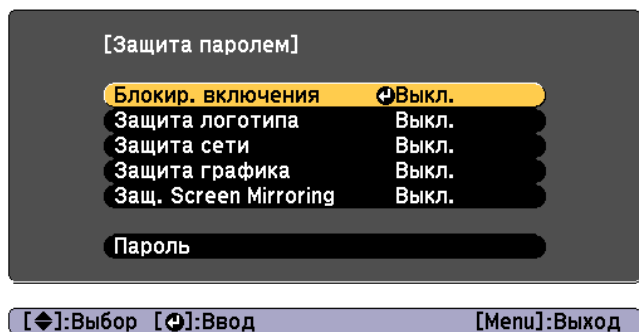 [Защита паролем]
Блокир. включения Выкл.
Защита логотипа Выкл.
Защита сети Выкл.
Защита графика Выкл.
Защ. Screen Mirroring Выкл.
Пароль
[◆]:Выбор [⏎]:Ввод [Menu]:Выход